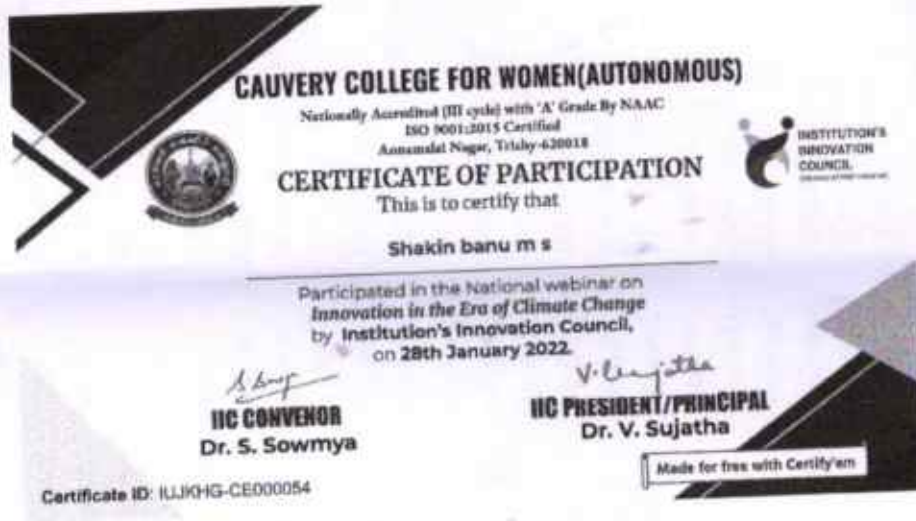 CAUVERY COLLEGE FOR WOMEN(AUTONOMOUS)
Nationally Accredited (III cycle) with 'A' Grade By NAAC
ISO 9001:2015 Certified
Annamalai Nagar, Trichy-620018
INSTITUTION'S
INNOVATION
COUNCIL
CERTIFICATE OF PARTICIPATION
This is to certify that
Shakin banu m s
Participated in the National webinar on
Innovation in the Era of Climate Change
by Institution's Innovation Council,
on 28th January 2022.
V. Sujatha
IIC CONVENOR
Dr. S. Sowmya
IIC PRESIDENT/PRINCIPAL
Dr. V. Sujatha
Made for free with Certify'em
Certificate ID: IUJKHG-CE000054